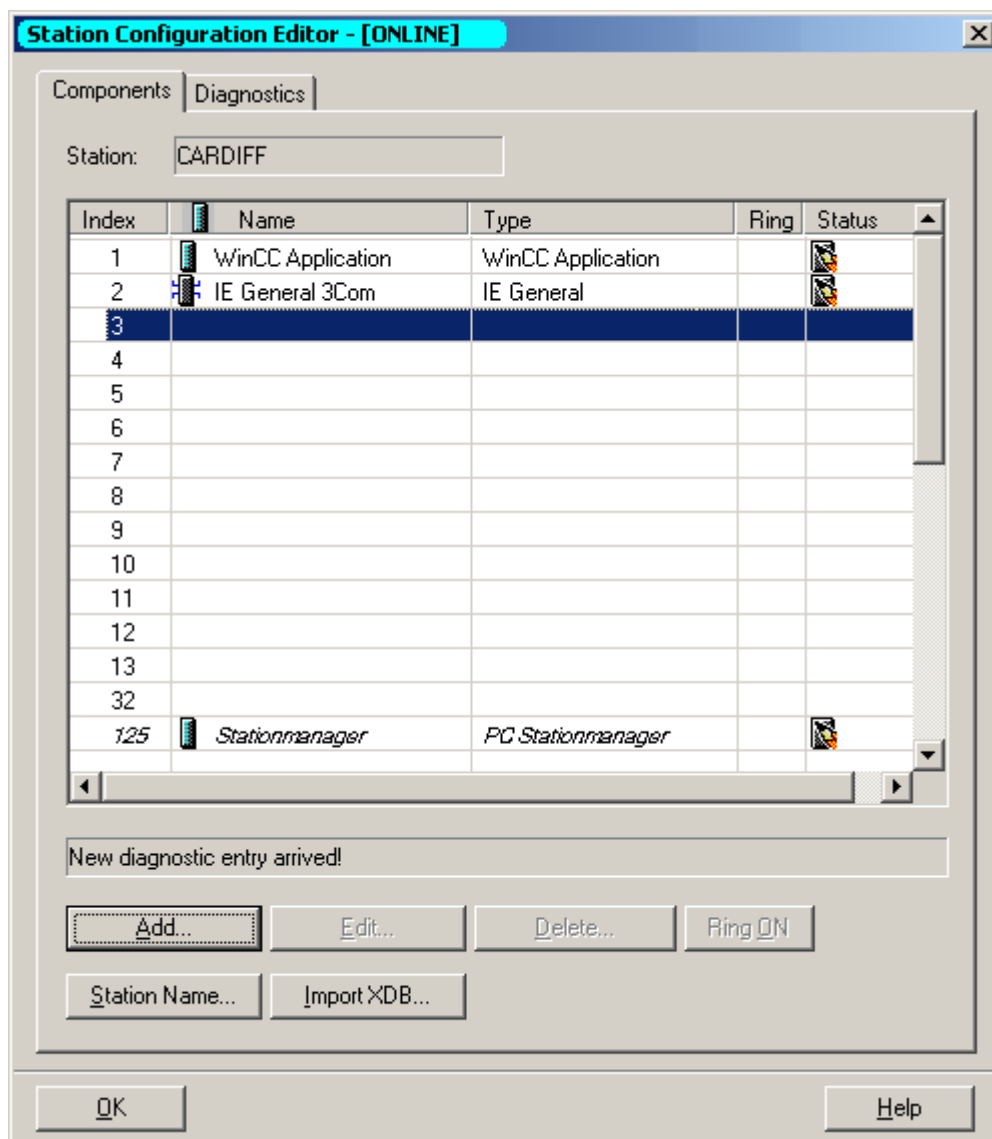 Station Configuration Editor - [ONLINE]
Components Diagnostics
Station: CARDIFF
Index Name Type Ring Status
1 WinCC Application WinCC Application
2 IE General 3Com IE General
3
4
5
6
7
8
9
10
11
12
13
32
125 Stationmanager PC Stationmanager
New diagnostic entry arrived!
Add... Edit... Delete... Ring ON
Station Name... Import XDB...
OK Help